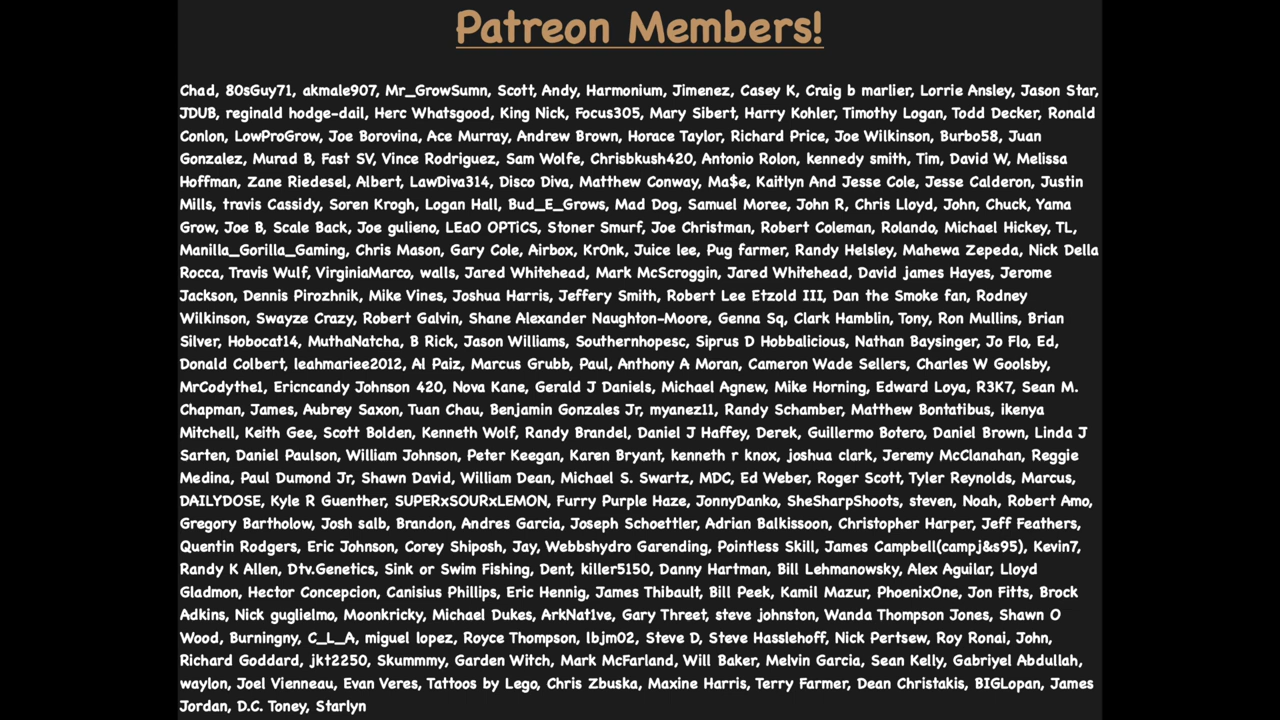 Patreon Members!
Chad, 80sGuy71, akmale907, Mr_GrowSumn, Scott, Andy, Harmonium, Jimenez, Casey K, Craig b marlier, Lorrie Ansley, Jason Star,
JDUB, reginald hodge-dail, Herc Whatsgood, King Nick, Focus305, Mary Sibert, Harry Kohler, Timothy Logan, Todd Decker, Ronald
Conlon, LowProGrow, Joe Borovina, Ace Murray, Andrew Brown, Horace Taylor, Richard Price, Joe Wilkinson, Burbo58, Juan
Gonzalez, Murad B, Fast SV, Vince Rodriguez, Sam Wolfe, Chrisbkush420, Antonio Rolon, kennedy smith, Tim, David W, Melissa
Hoffman, Zane Riedesel, Albert, LawDiva314, Disco Diva, Matthew Conway, Ma$e, Kaitlyn And Jesse Cole, Jesse Calderon, Justin
Mills, travis Cassidy, Soren Krogh, Logan Hall, Bud_E_Grows, Mad Dog, Samuel Moree, John R, Chris Lloyd, John, Chuck, Yama
Grow, Joe B, Scale Back, Joe gulieno, LEaO OPTiCS, Stoner Smurf, Joe Christman, Robert Coleman, Rolando, Michael Hickey, TL,
Manilla_Gorilla_Gaming, Chris Mason, Gary Cole, Airbox, Kr0nk, Juice lee, Pug farmer, Randy Helsley, Mahewa Zepeda, Nick Della
Rocca, Travis Wulf, VirginiaMarco, walls, Jared Whitehead, Mark McScroggin, Jared Whitehead, David james Hayes, Jerome
Jackson, Dennis Pirozhnik, Mike Vines, Joshua Harris, Jeffery Smith, Robert Lee Etzold III, Dan the Smoke fan, Rodney
Wilkinson, Swayze Crazy, Robert Galvin, Shane Alexander Naughton-Moore, Genna Sq, Clark Hamblin, Tony, Ron Mullins, Brian
Silver, Hobocat14, MuthaNatcha, B Rick, Jason Williams, Southernhopesc, Siprus D Hobbalicious, Nathan Baysinger, Jo Flo, Ed,
Donald Colbert, leahmariee2012, Al Paiz, Marcus Grubb, Paul, Anthony A Moran, Cameron Wade Sellers, Charles W Goolsby,
MrCodythe1, Ericncandy Johnson 420, Nova Kane, Gerald J Daniels, Michael Agnew, Mike Horning, Edward Loya, R3K7, Sean M.
Chapman, James, Aubrey Saxon, Tuan Chau, Benjamin Gonzales Jr, myanez11, Randy Schamber, Matthew Bontatibus, ikenya
Mitchell, Keith Gee, Scott Bolden, Kenneth Wolf, Randy Brandel, Daniel J Haffey, Derek, Guillermo Botero, Daniel Brown, Linda J
Sarten, Daniel Paulson, William Johnson, Peter Keegan, Karen Bryant, kenneth r knox, joshua clark, Jeremy McClanahan, Reggie
Medina, Paul Dumond Jr, Shawn David, William Dean, Michael S. Swartz, MDC, Ed Weber, Roger Scott, Tyler Reynolds, Marcus,
DAILYDOSE, Kyle R Guenther, SUPERxSOURxLEMON, Furry Purple Haze, JonnyDanko, SheSharpShoots, steven, Noah, Robert Amo,
Gregory Bartholow, Josh salb, Brandon, Andres Garcia, Joseph Schoettler, Adrian Balkissoon, Christopher Harper, Jeff Feathers,
Quentin Rodgers, Eric Johnson, Corey Shiposh, Jay, Webbshydro Garending, Pointless Skill, James Campbell(campj&s95), Kevin7,
Randy K Allen, Dtv.Genetics, Sink or Swim Fishing, Dent, killer5150, Danny Hartman, Bill Lehmanowsky, Alex Aguilar, Lloyd
Gladmon, Hector Concepcion, Canisius Phillips, Eric Hennig, James Thibault, Bill Peek, Kamil Mazur, PhoenixOne, Jon Fitts, Brock
Adkins, Nick guglielmo, Moonkricky, Michael Dukes, ArkNat1ve, Gary Threet, steve johnston, Wanda Thompson Jones, Shawn O
Wood, Burningny, C_L_A, miguel lopez, Royce Thompson, lbjm02, Steve D, Steve Hasslehoff, Nick Pertsew, Roy Ronai, John,
Richard Goddard, jkt2250, Skummmy, Garden Witch, Mark McFarland, Will Baker, Melvin Garcia, Sean Kelly, Gabriyel Abdullah,
waylon, Joel Vienneau, Evan Veres, Tattoos by Lego, Chris Zbuska, Maxine Harris, Terry Farmer, Dean Christakis, BIGLopan, James
Jordan, D.C. Toney, Starlyn